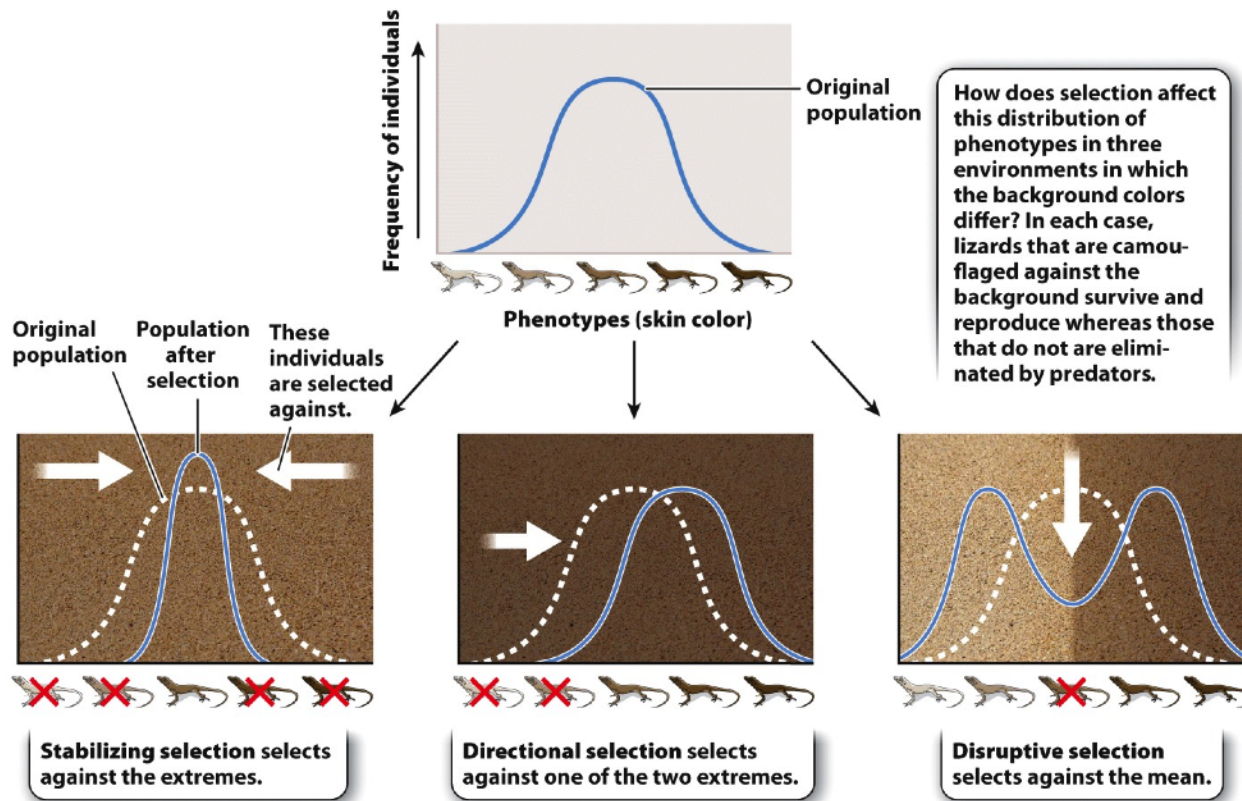 Frequency of individuals
Original
population
Phenotypes (skin color)
How does selection affect
this distribution of
phenotypes in three
environments in which
the background colors
differ? In each case,
lizards that are camou-
flaged against the
background survive and
reproduce whereas those
that do not are elimi-
nated by predators.
Original
population
Population
after
selection
These
individuals
are selected
against.
Stabilizing selection selects
against the extremes.
Directional selection selects
against one of the two extremes.
Disruptive selection
selects against the mean.